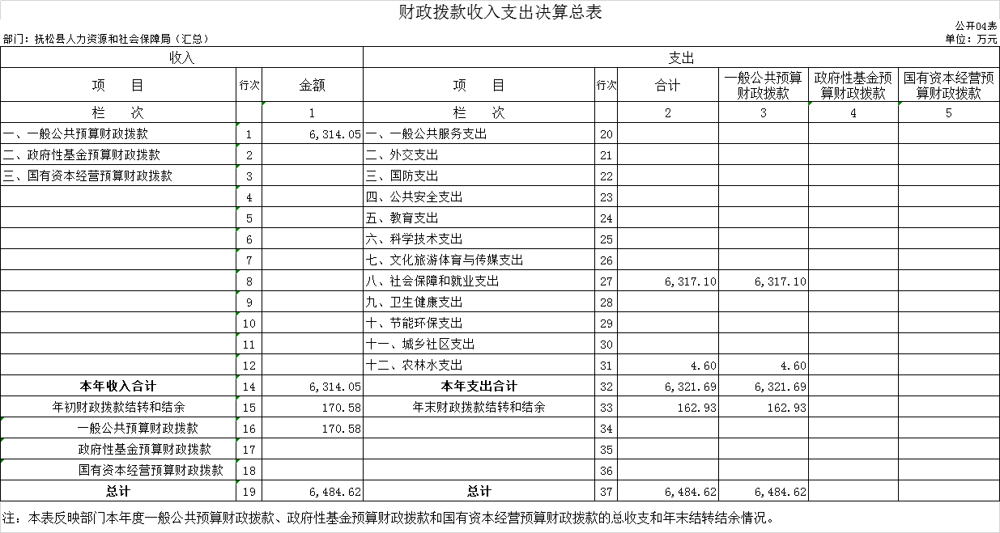 财政拨款收入支出决算总表
公开04表
部门：抚松县人力资源和社会保障局（汇总） 单位：万元
收入 支出
项 目 行次 金额 项 目 行次 合计 一般公共预算财政拨款 政府性基金预算财政拨款 国有资本经营预算财政拨款
栏 次 1 栏 次 2 3 4 5
一、一般公共预算财政拨款 1 6,314.05 一、一般公共服务支出 20
二、政府性基金预算财政拨款 2 二、外交支出 21
三、国有资本经营预算财政拨款 3 三、国防支出 22
4 四、公共安全支出 23
5 五、教育支出 24
6 六、科学技术支出 25
7 七、文化旅游体育与传媒支出 26
8 八、社会保障和就业支出 27 6,317.10 6,317.10
9 九、卫生健康支出 28
10 十、节能环保支出 29
11 十一、城乡社区支出 30
12 十二、农林水支出 31 4.60 4.60
本年收入合计 14 6,314.05 本年支出合计 32 6,321.69 6,321.69
年初财政拨款结转和结余 15 170.58 年末财政拨款结转和结余 33 162.93 162.93
一般公共预算财政拨款 16 170.58 34
政府性基金预算财政拨款 17 35
国有资本经营预算财政拨款 18 36
总计 19 6,484.62 总计 37 6,484.62 6,484.62
注：本表反映部门本年度一般公共预算财政拨款、政府性基金预算财政拨款和国有资本经营预算财政拨款的总收支和年末结转结余情况。